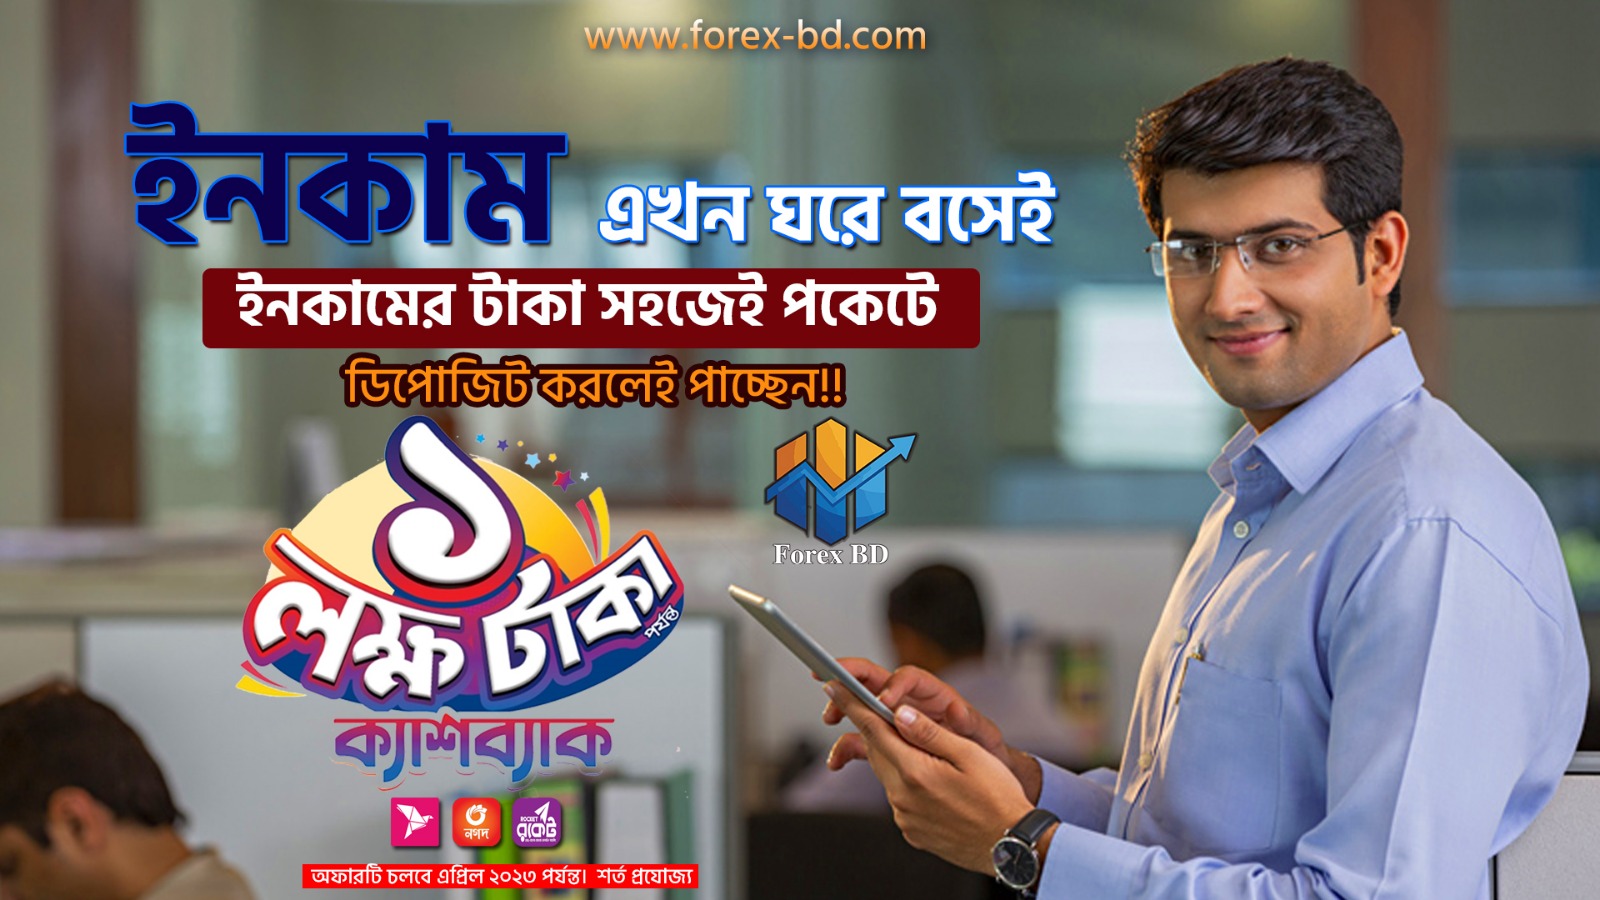 www.forex-bd.com
ইনকাম এখন ঘরে বসেই
ইনকামের টাকা সহজেই পকেটে
ডিপোজিট করলেই পাচ্ছেন!!
১
লক্ষ টাকা
পর্যন্ত
ক্যাশব্যাক
Forex BD
নগদ
ROCKET
রকেট
অফারটি চলবে এপ্রিল ২০২৩ পর্যন্ত। শর্ত প্রযোজ্য